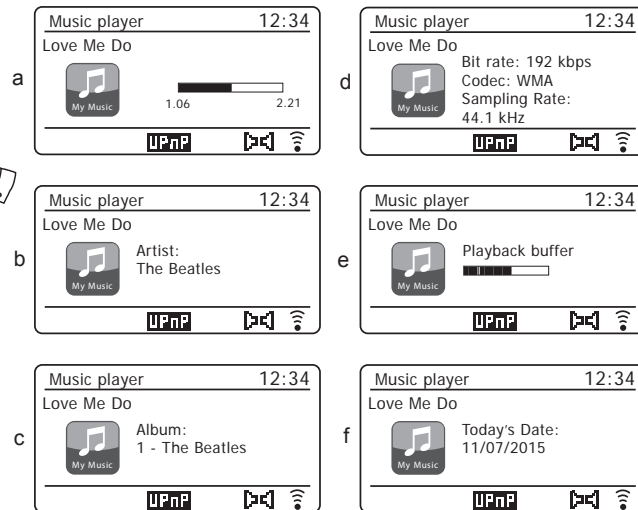 a
Music player 12:34
Love Me Do
My Music
1.06 2.21
UPnP
b
Music player 12:34
Love Me Do
My Music
Artist:
The Beatles
UPnP
c
Music player 12:34
Love Me Do
My Music
Album:
1 - The Beatles
UPnP
d
Music player 12:34
Love Me Do
My Music
Bit rate: 192 kbps
Codec: WMA
Sampling Rate:
44.1 kHz
UPnP
e
Music player 12:34
Love Me Do
My Music
Playback buffer
UPnP
f
Music player 12:34
Love Me Do
My Music
Today's Date:
11/07/2015
UPnP